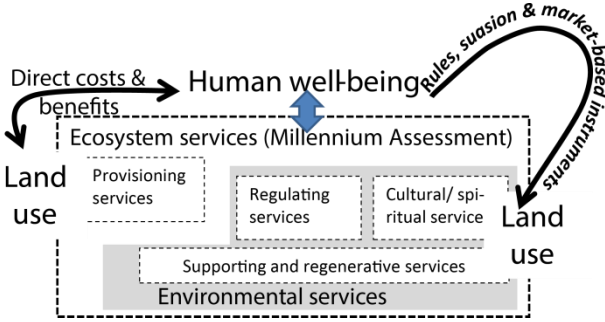 Rules, suasion & market-based instruments
Direct costs &
benefits
Human well-being
Ecosystem services (Millennium Assessment)
Land
use
Provisioning
services
Regulating
services
Cultural/ spi-
ritual service
Land
use
Supporting and regenerative services
Environmental services